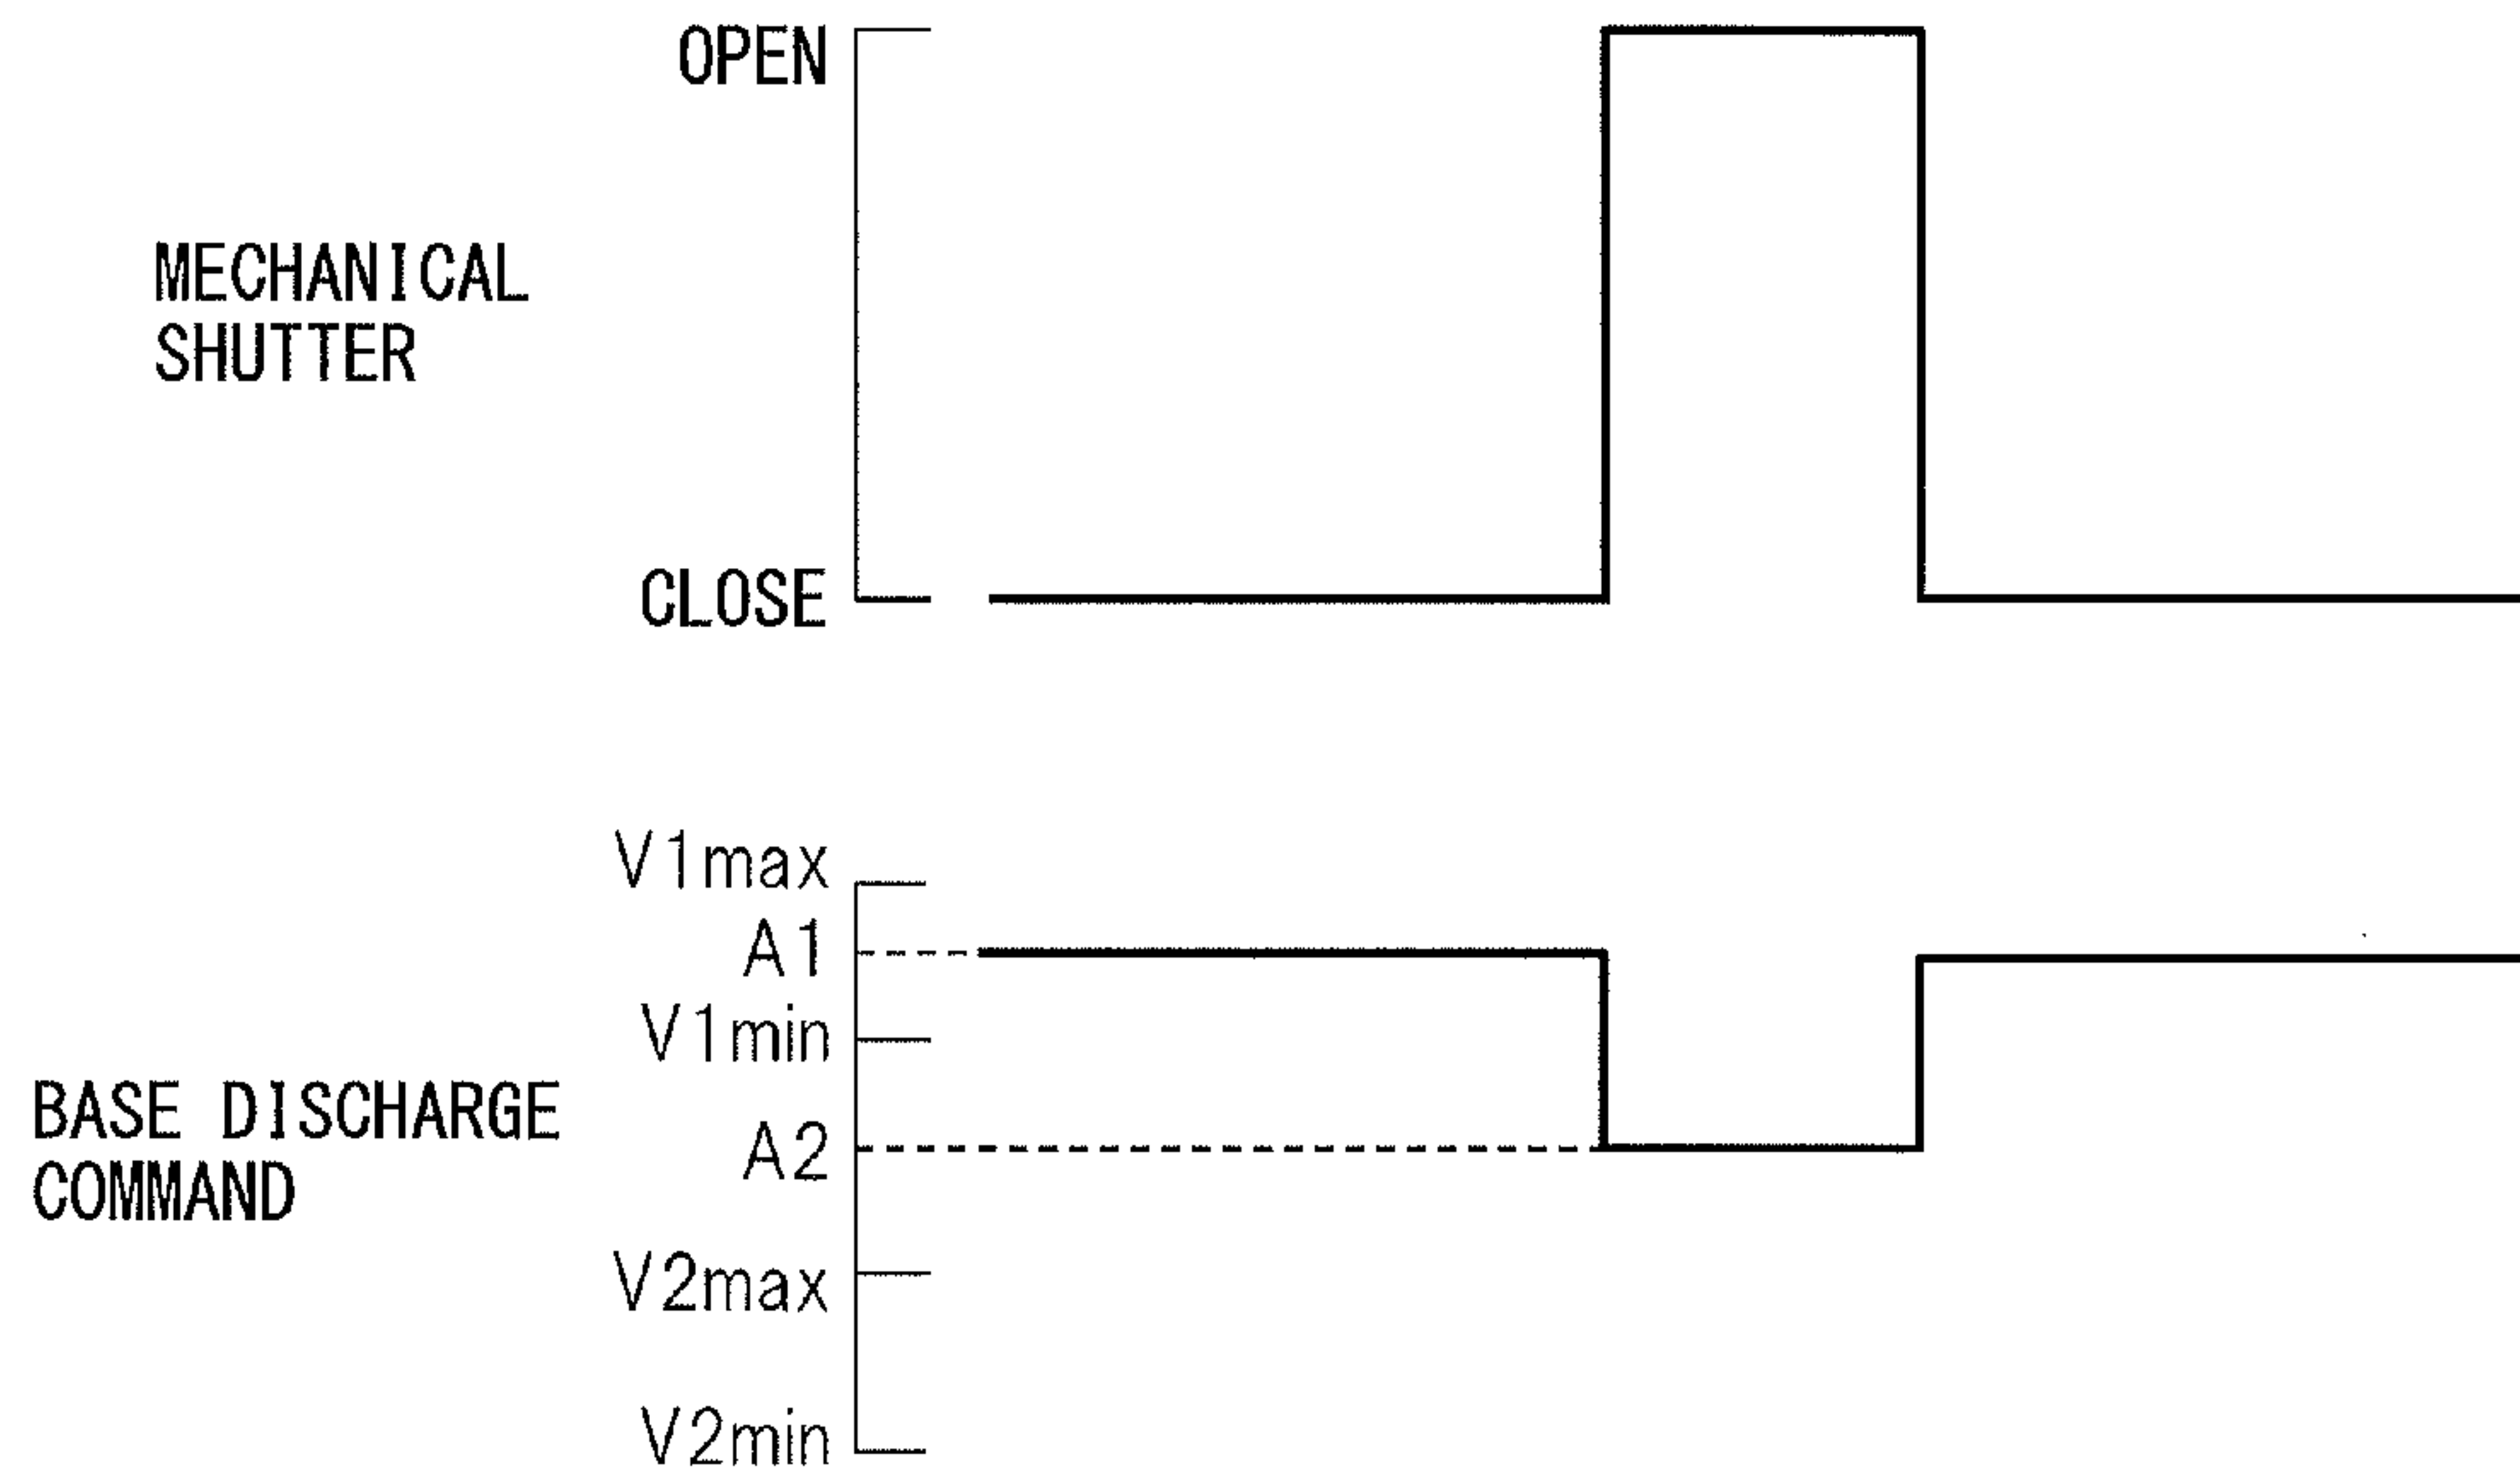 OPEN
MECHANICAL
SHUTTER
CLOSE
V1max
A1
V1min
BASE DISCHARGE
COMMAND
A2
V2max
V2min